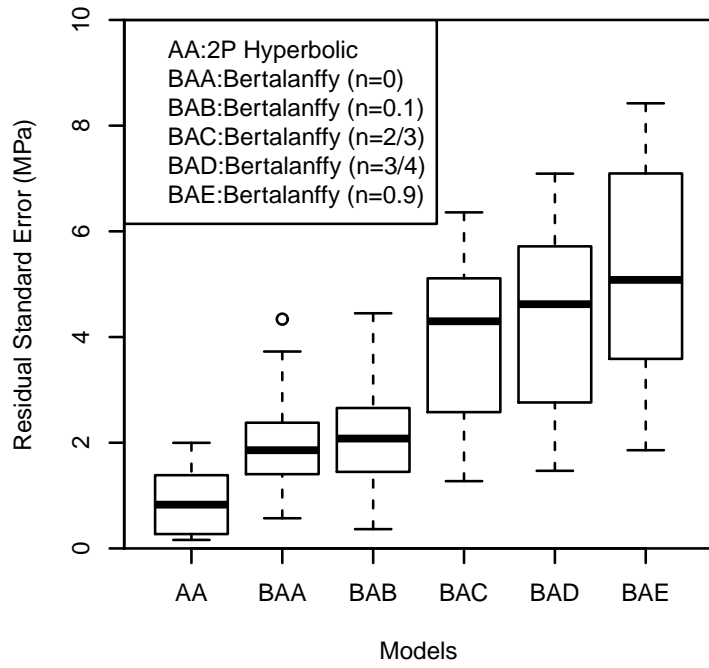 10
8
6
4
2
0
Residual Standard Error (MPa)
AA:2P Hyperbolic
BAA:Bertalanffy (n=0)
BAB:Bertalanffy (n=0.1)
BAC:Bertalanffy (n=2/3)
BAD:Bertalanffy (n=3/4)
BAE:Bertalanffy (n=0.9)
AA BAA BAB BAC BAD BAE
Models